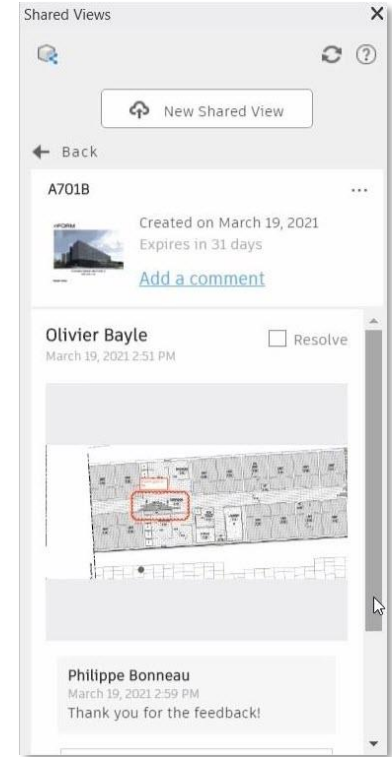 Shared Views
New Shared View
Back
A701B
Created on March 19, 2021
Expires in 31 days
Add a comment
Olivier Bayle
Resolve
March 19, 2021 2:51 PM
Philippe Bonneau
March 19, 2021 2:59 PM
Thank you for the feedback!